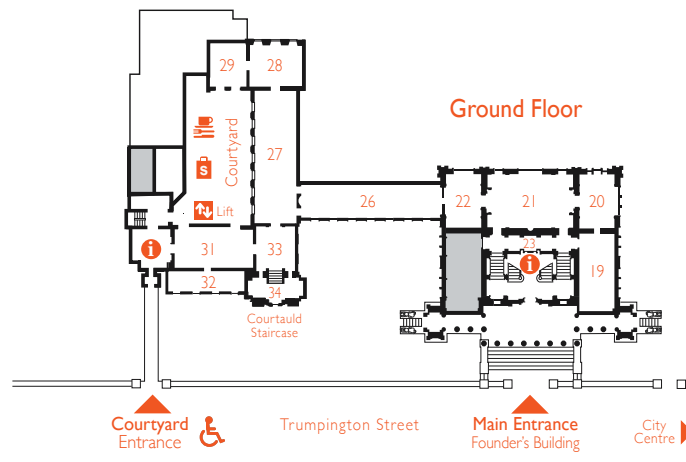 Ground Floor
29
28
Courtyard
S
27
Lift
26
22
21
20
i
31
33
23
i
19
32
34
Courtauld
Staircase
Courtyard
Entrance
Trumpington Street
Main Entrance
Founder's Building
City
Centre